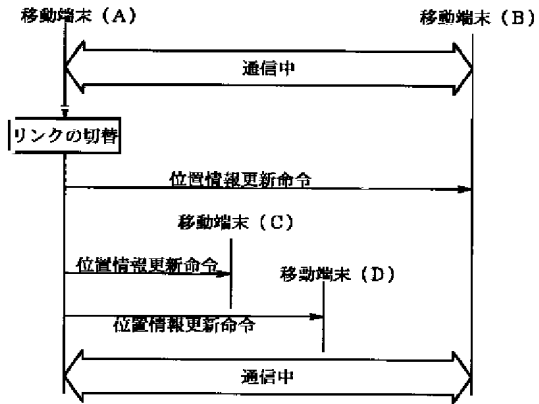 移動端末（A）
移動端末（B）
通信中
リンクの切替
位置情報更新命令
移動端末（C）
位置情報更新命令
移動端末（D）
位置情報更新命令
通信中